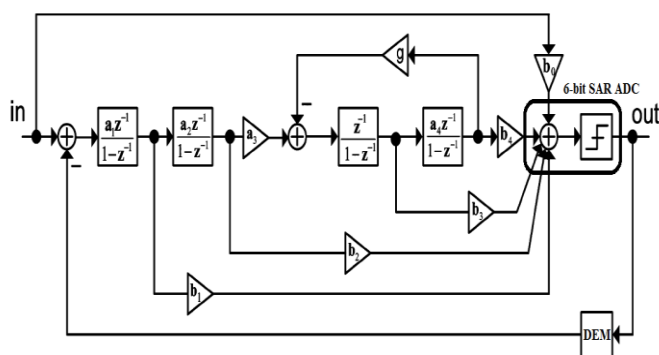 g
b₀
6-bit SAR ADC
in
a₁z⁻¹
1−z⁻¹
a₂z⁻¹
1−z⁻¹
a₃
z⁻¹
1−z⁻¹
a₄z⁻¹
1−z⁻¹
b₄
out
b₃
b₂
b₁
DEM